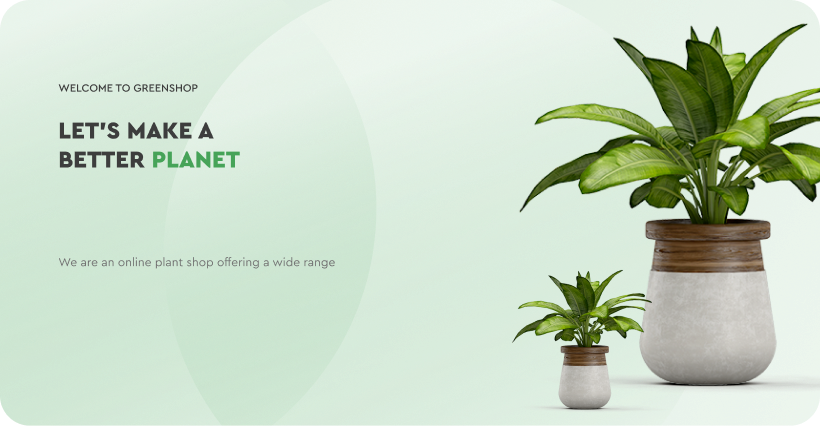 WELCOME TO GREENSHOP
LET'S MAKE A
BETTER PLANET
We are an online plant shop offering a wide range